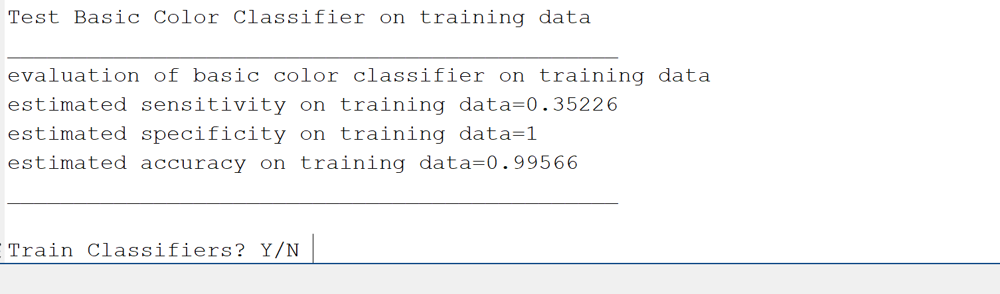 Test Basic Color Classifier on training data
______________________________________________
evaluation of basic color classifier on training data
estimated sensitivity on training data=0.35226
estimated specificity on training data=1
estimated accuracy on training data=0.99566
______________________________________________
Train Classifiers? Y/N